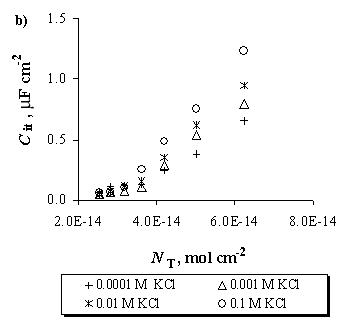 b)
1.5
1.0
0.5
0.0
C it, μF cm-2
2.0E-14 4.0E-14 6.0E-14 8.0E-14
N T, mol cm-2
+ 0.0001 M KCl △ 0.001 M KCl
✳ 0.01 M KCl ○ 0.1 M KCl